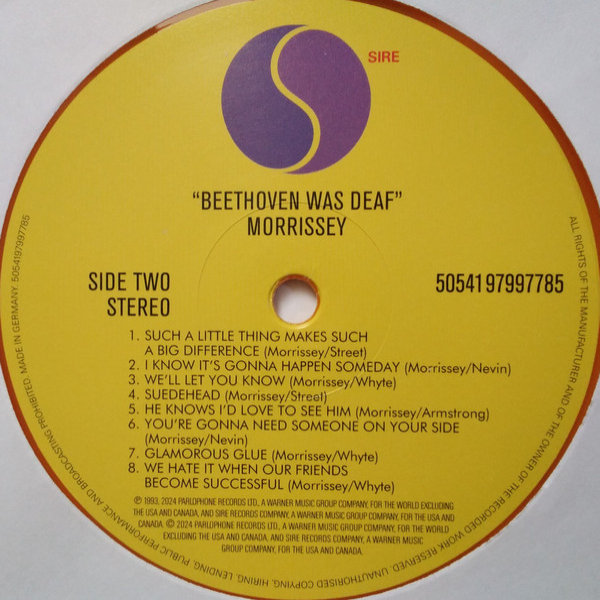 SIRE
“BEETHOVEN WAS DEAF”
MORRISSEY
SIDE TWO
STEREO
5054197997785
1. SUCH A LITTLE THING MAKES SUCH
A BIG DIFFERENCE (Morrissey/Street)
2. I KNOW IT'S GONNA HAPPEN SOMEDAY (Morrissey/Nevin)
3. WE'LL LET YOU KNOW (Morrissey/Whyte)
4. SUEDEHEAD (Morrissey/Street)
5. HE KNOWS I'D LOVE TO SEE HIM (Morrissey/Armstrong)
6. YOU'RE GONNA NEED SOMEONE ON YOUR SIDE
(Morrissey/Nevin)
7. GLAMOROUS GLUE (Morrissey/Whyte)
8. WE HATE IT WHEN OUR FRIENDS
BECOME SUCCESSFUL (Morrissey/Whyte)
℗ 1993, 2024 PARLOPHONE RECORDS LTD., A WARNER MUSIC GROUP COMPANY, FOR THE WORLD EXCLUDING
THE USA AND CANADA, AND SIRE RECORDS COMPANY, A WARNER MUSIC GROUP COMPANY, FOR THE USA AND
CANADA. © 2024 PARLOPHONE RECORDS LTD., A WARNER MUSIC GROUP COMPANY, FOR THE WORLD
EXCLUDING THE USA AND CANADA, AND SIRE RECORDS COMPANY, A WARNER MUSIC
GROUP COMPANY, FOR THE USA AND CANADA.
ALL RIGHTS OF THE MANUFACTURER AND OF THE OWNER OF THE RECORDED WORK RESERVED. UNAUTHORISED COPYING, HIRING, LENDING, PUBLIC PERFORMANCE AND BROADCASTING PROHIBITED. MADE IN GERMANY. 5054197997785